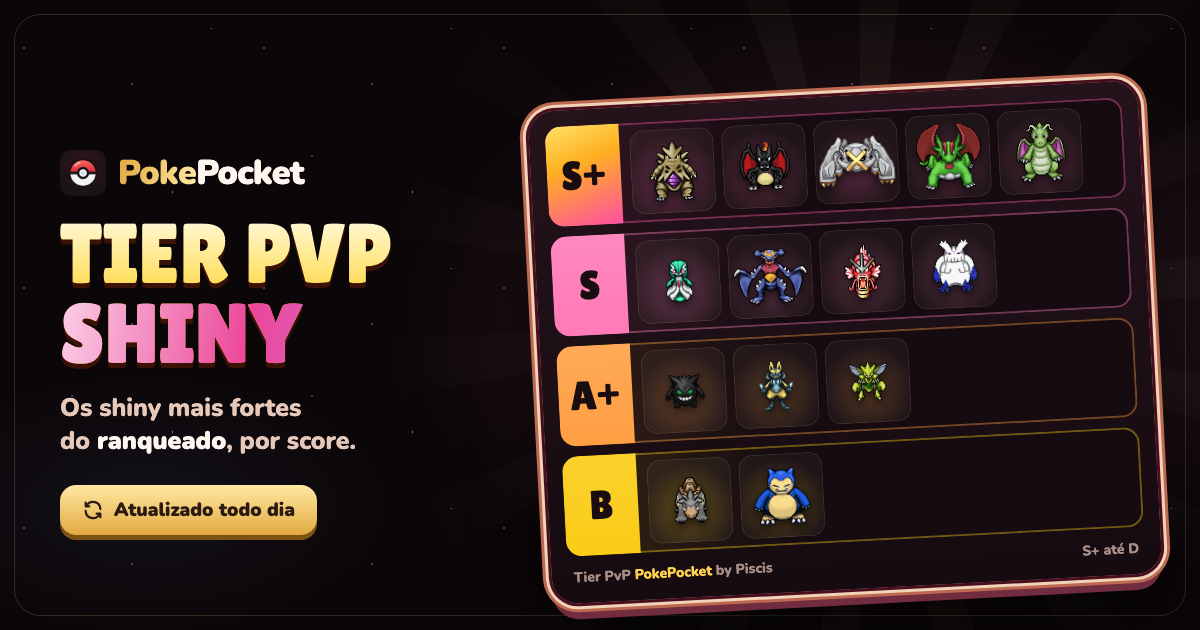 PokePocket
TIER PVP
SHINY
Os shiny mais fortes
do ranqueado, por score.
Atualizado todo dia
S+
S
A+
B
S+ até D
Tier PvP PokePocket by Piscis